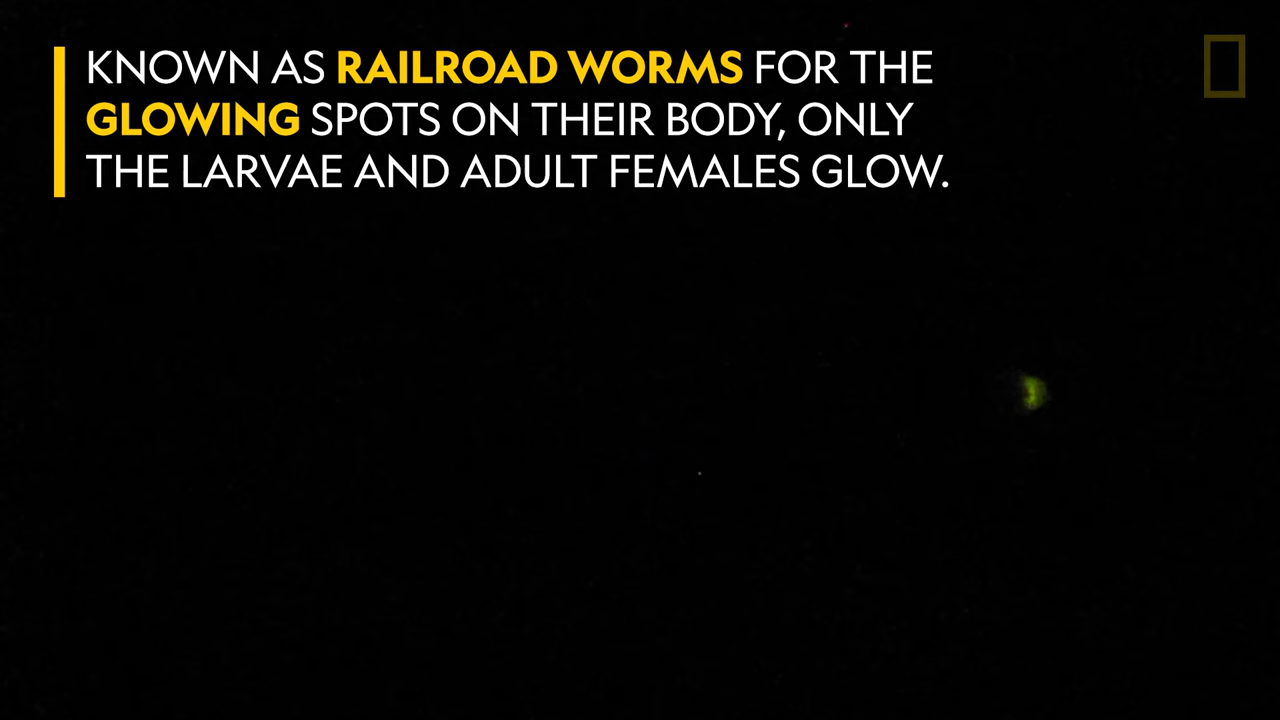 KNOWN AS RAILROAD WORMS FOR THE
GLOWING SPOTS ON THEIR BODY, ONLY
THE LARVAE AND ADULT FEMALES GLOW.